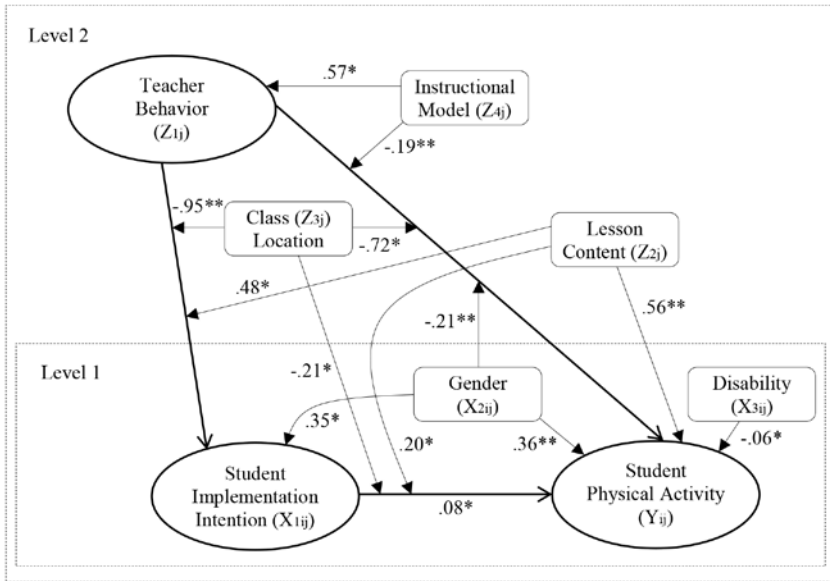 Level 2
Teacher
Behavior
(Z1j)
.57*
Instructional
Model (Z4j)
-.19**
-.95**
Class (Z3j)
Location
-.72*
Lesson
Content (Z2j)
.48*
.56**
-.21**
Level 1
-.21*
Gender
(X2ij)
Disability
(X3ij)
.35*
.20*
.36**
-.06*
Student
Implementation
Intention (X1ij)
.08*
Student
Physical Activity
(Yij)